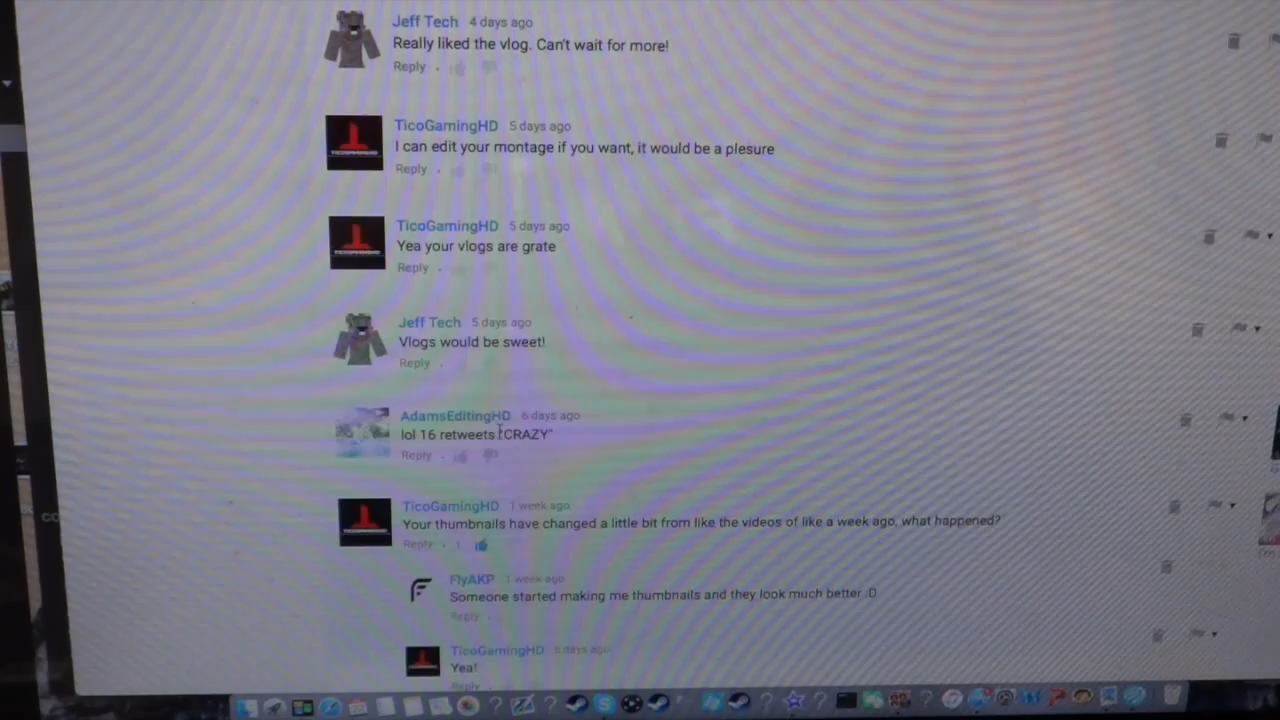 Jeff Tech 4 days ago
Really liked the vlog. Can't wait for more!
Reply
TicoGamingHD 5 days ago
I can edit your montage if you want, it would be a plesure
Reply
TicoGamingHD 5 days ago
Yea your vlogs are grate
Reply
Jeff Tech 5 days ago
Vlogs would be sweet!
Reply
AdamsEditingHD 6 days ago
lol 16 retweets "CRAZY"
Reply
TicoGamingHD 1 week ago
Your thumbnails have changed a little bit from like the videos of like a week ago, what happened?
Reply 1
FlyAKP 1 week ago
Someone started making me thumbnails and they look much better :D
Reply
TicoGamingHD 6 days ago
Yea!
Reply